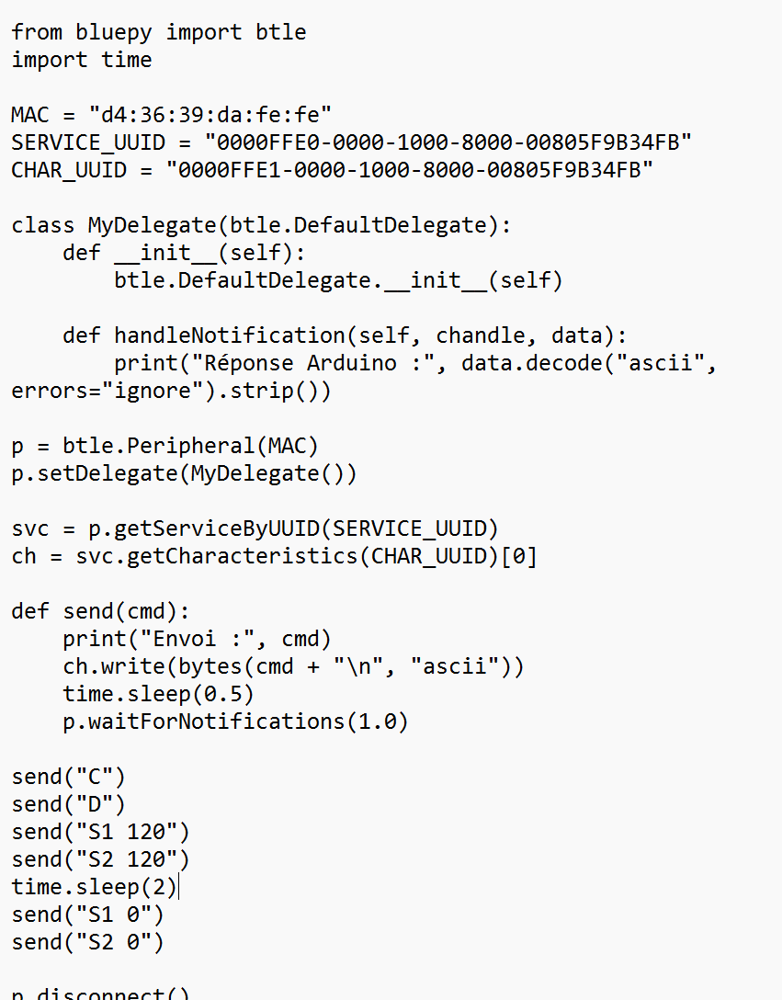 from bluepy import btle
import time

MAC = "d4:36:39:da:fe:fe"
SERVICE_UUID = "0000FFE0-0000-1000-8000-00805F9B34FB"
CHAR_UUID = "0000FFE1-0000-1000-8000-00805F9B34FB"

class MyDelegate(btle.DefaultDelegate):
    def __init__(self):
        btle.DefaultDelegate.__init__(self)

    def handleNotification(self, chandle, data):
        print("Réponse Arduino :", data.decode("ascii",
errors="ignore").strip())

p = btle.Peripheral(MAC)
p.setDelegate(MyDelegate())

svc = p.getServiceByUUID(SERVICE_UUID)
ch = svc.getCharacteristics(CHAR_UUID)[0]

def send(cmd):
    print("Envoi :", cmd)
    ch.write(bytes(cmd + "\n", "ascii"))
    time.sleep(0.5)
    p.waitForNotifications(1.0)

send("C")
send("D")
send("S1 120")
send("S2 120")
time.sleep(2)
send("S1 0")
send("S2 0")

p.disconnect()